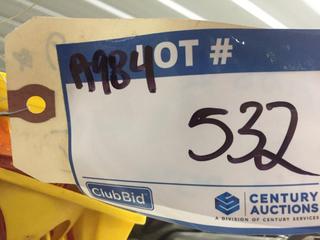 A984 LOT #
532
ClubBid
CENTURY
AUCTIONS
A DIVISION OF CENTURY SERVICES